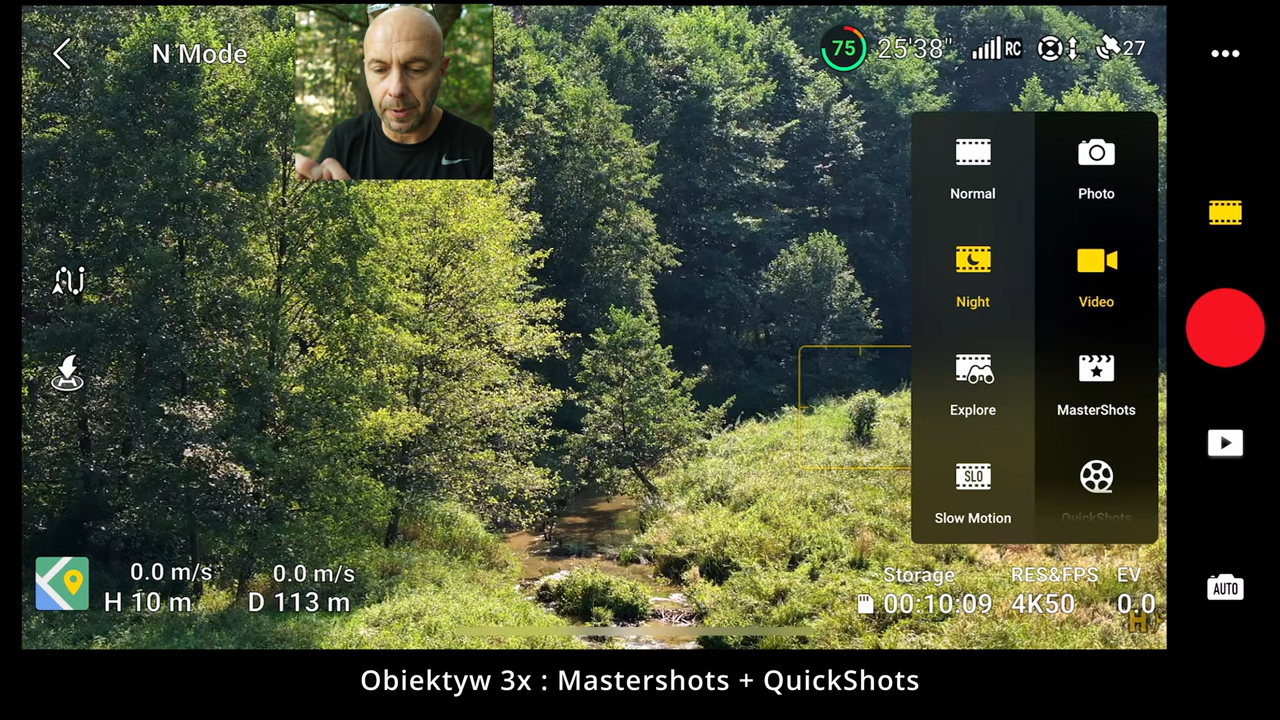 N Mode
75 25'38" RC 27
Normal
Photo
Night
Video
Explore
MasterShots
SLO
Slow Motion
QuickShots
AUTO
0.0 m/s 0.0 m/s
H 10 m D 113 m
Storage RES&FPS EV
00:10:09 4K50 0.0
H
Obiektyw 3x : Mastershots + QuickShots